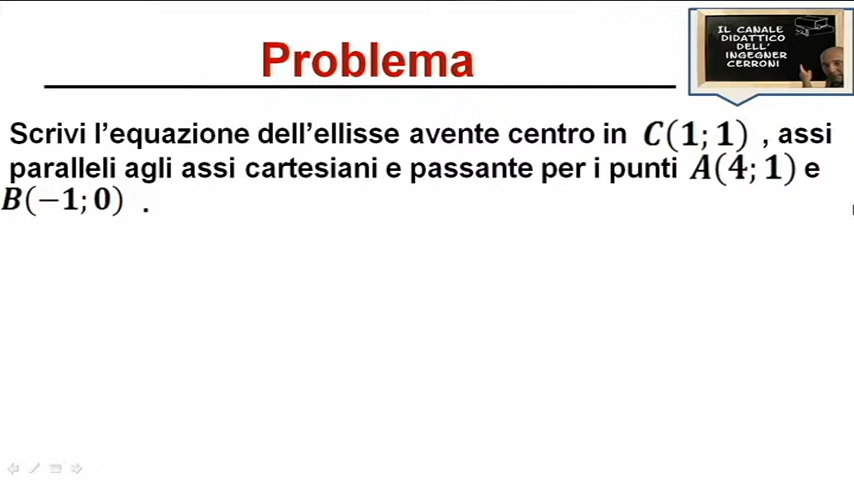 Problema
IL CANALE
DIDATTICO
DELL'
INGEGNER
CERRONI
Scrivi l'equazione dell'ellisse avente centro in C(1; 1) , assi
paralleli agli assi cartesiani e passante per i punti A(4; 1) e
B(−1; 0) .